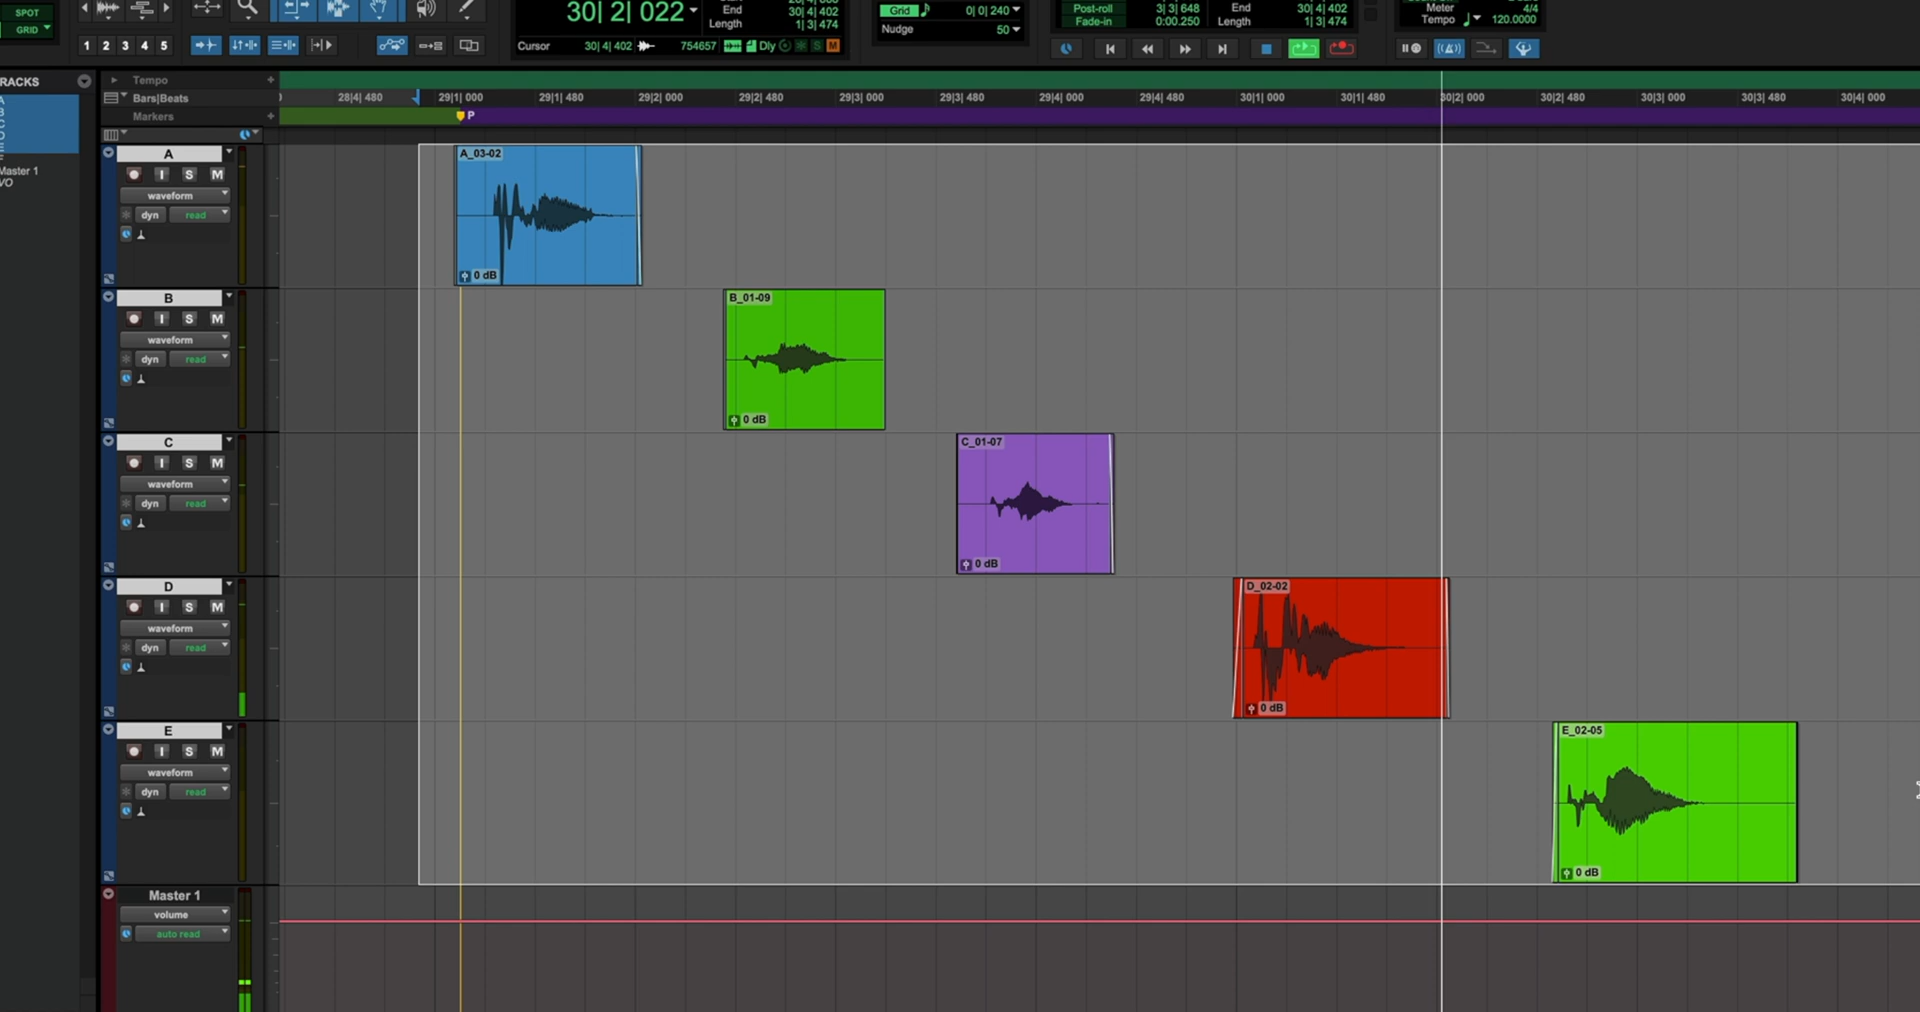 SPOT
GRID
1 2 3 4 5
30| 2| 022
End 30| 4| 402
Length 1| 3| 474
Cursor 30| 4| 402 754657 Dly S M
Grid 0| 0| 240
Nudge 50
Post-roll 3| 3| 648
Fade-in 0:00.250
End 30| 4| 402
Length 1| 3| 474
Meter 4/4
Tempo 120.0000
RACKS
A
B
C
D
E
F
Master 1
VO
Tempo
Bars|Beats
28|4| 480 29|1| 000 29|1| 480 29|2| 000 29|2| 480 29|3| 000 29|3| 480 29|4| 000 29|4| 480 30|1| 000 30|1| 480 30|2| 000 30|2| 480 30|3| 000 30|3| 480 30|4| 000
Markers
P
A
I S M
waveform
dyn read
A_03-02
0 dB
B
I S M
waveform
dyn read
B_01-09
0 dB
C
I S M
waveform
dyn read
C_01-07
0 dB
D
I S M
waveform
dyn read
D_02-02
0 dB
E
I S M
waveform
dyn read
E_02-05
0 dB
Master 1
volume
auto read